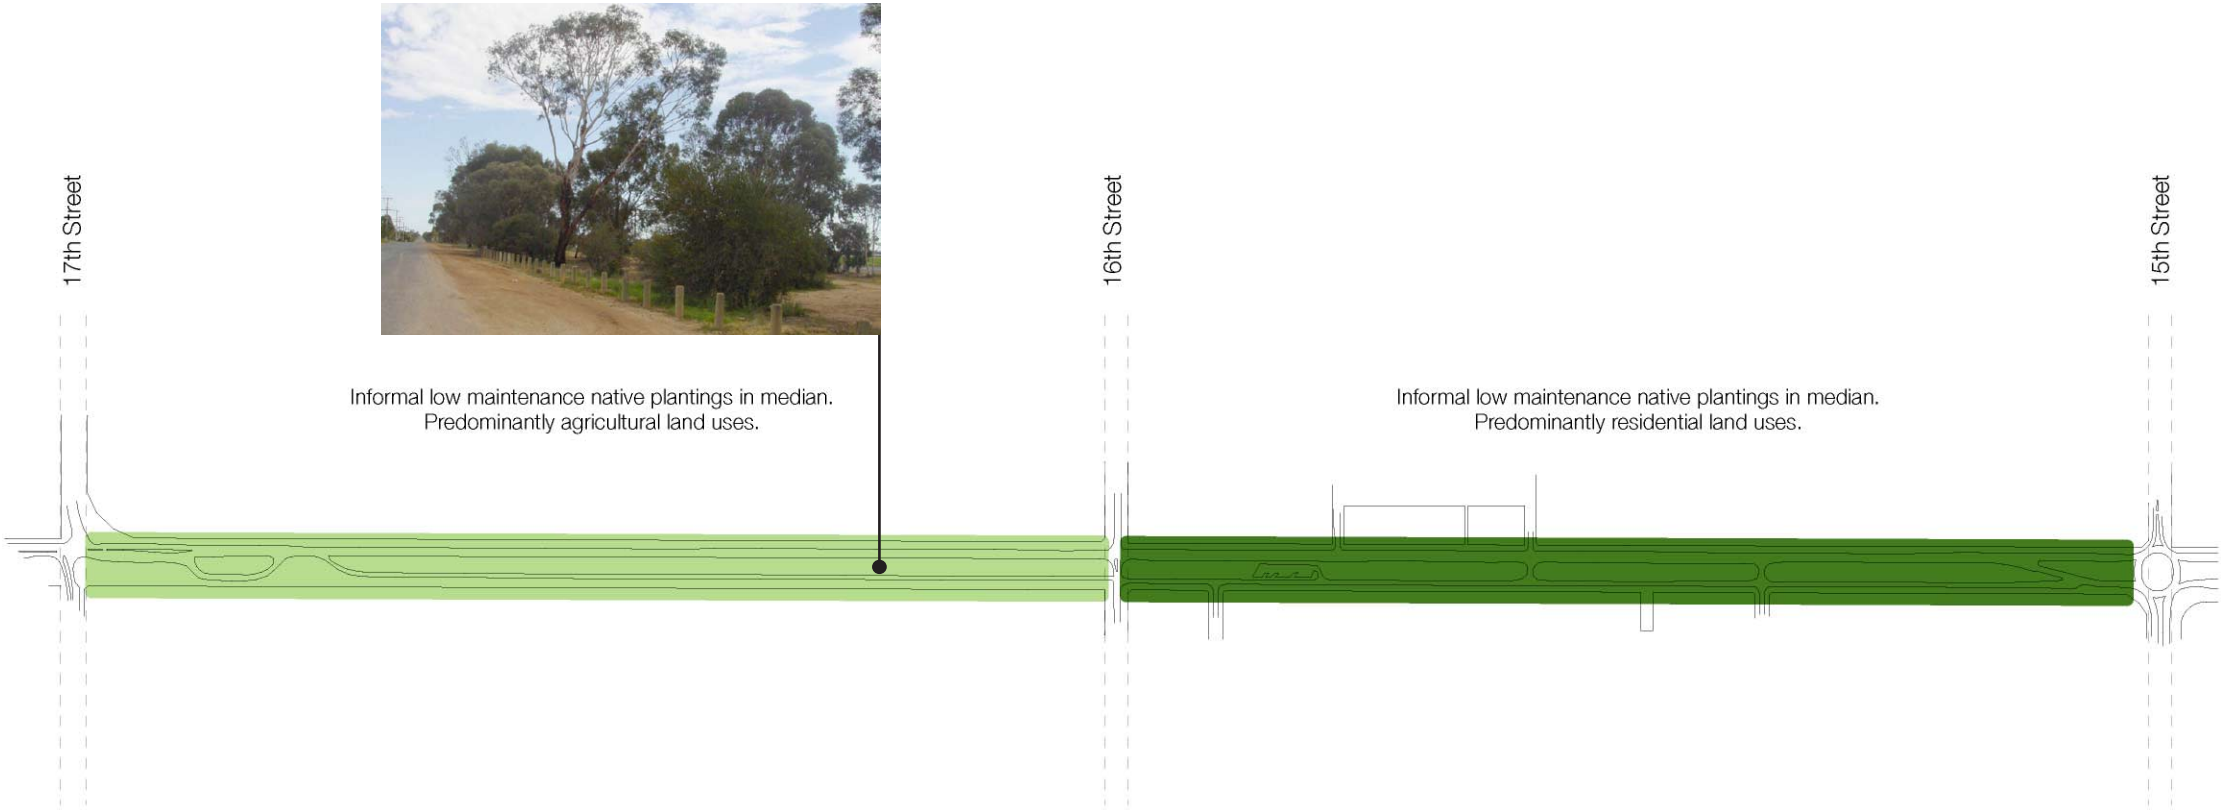 17th Street
16th Street
15th Street
Informal low maintenance native plantings in median.
Predominantly agricultural land uses.
Informal low maintenance native plantings in median.
Predominantly residential land uses.